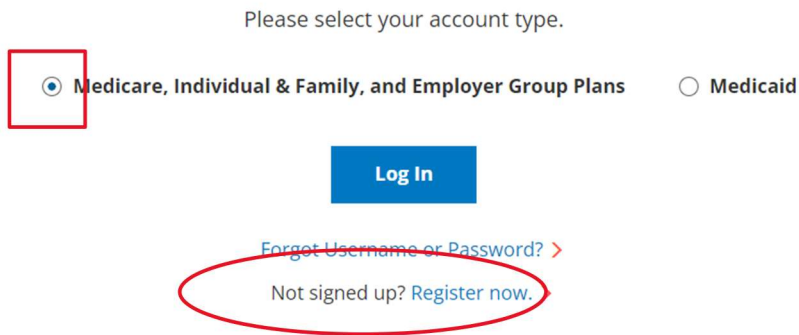 Please select your account type.
Medicare, Individual & Family, and Employer Group Plans Medicaid
Log In
Forgot Username or Password? >
Not signed up? Register now. >